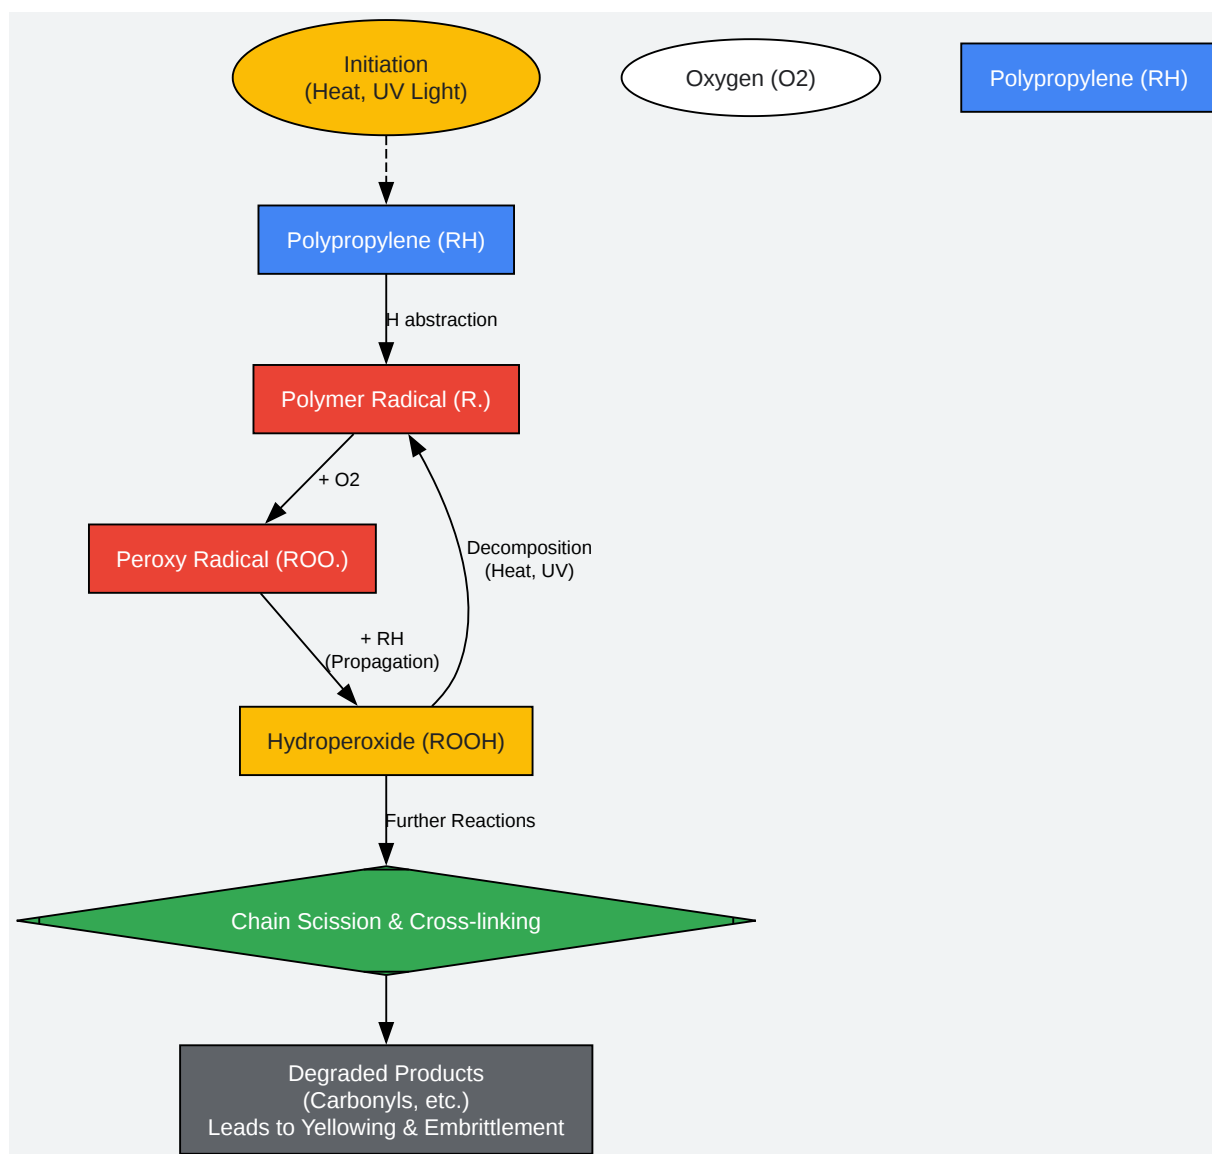 Initiation
(Heat, UV Light)
Oxygen (O2)
Polypropylene (RH)
Polypropylene (RH)
H abstraction
Polymer Radical (R.)
+ O2
Peroxy Radical (ROO.)
Decomposition
(Heat, UV)
+ RH
(Propagation)
Hydroperoxide (ROOH)
Further Reactions
Chain Scission & Cross-linking
Degraded Products
(Carbonyls, etc.)
Leads to Yellowing & Embrittlement